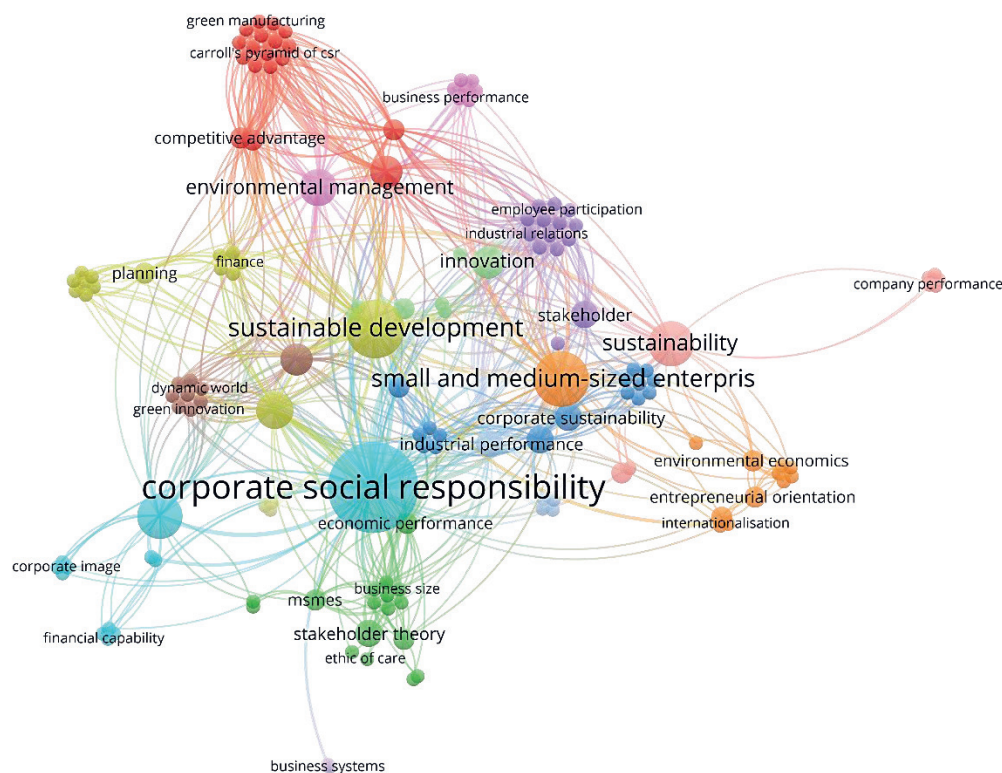 green manufacturing
carroll's pyramid of csr
business performance
competitive advantage
environmental management
employee participation
industrial relations
innovation
finance
planning
company performance
stakeholder
sustainable development
sustainability
small and medium-sized enterpris
dynamic world
green innovation
corporate sustainability
industrial performance
environmental economics
corporate social responsibility
entrepreneurial orientation
economic performance
internationalisation
corporate image
business size
msmes
financial capability
stakeholder theory
ethic of care
business systems